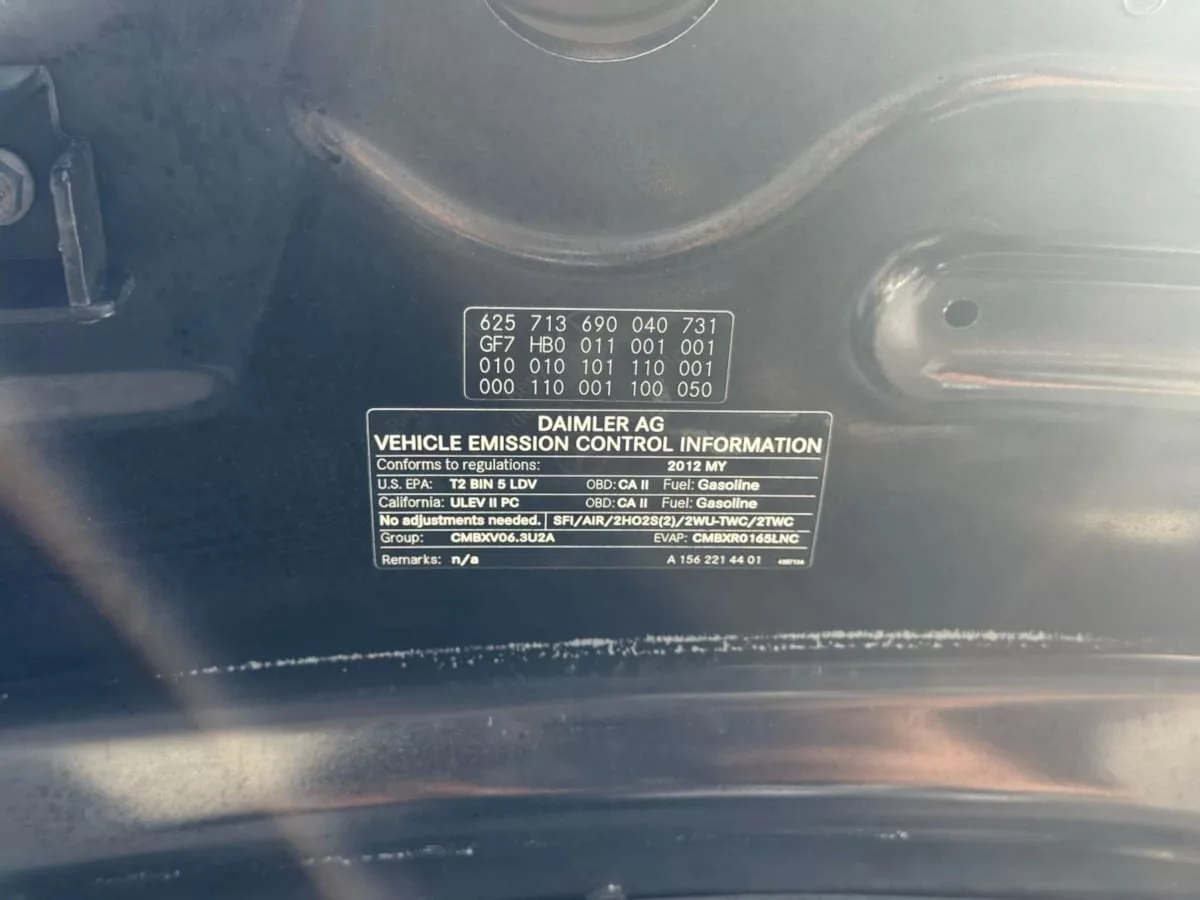 625 713 690 040 731
GF7 HB0 011 001 001
010 010 101 110 001
000 110 001 100 050
DAIMLER AG
VEHICLE EMISSION CONTROL INFORMATION
Conforms to regulations: 2012 MY
U.S. EPA: T2 BIN 5 LDV OBD: CA II Fuel: Gasoline
California: ULEV II PC OBD: CA II Fuel: Gasoline
No adjustments needed. SFI/AIR/2HO2S(2)/2WU-TWC/2TWC
Group: CMBXV06.3U2A EVAP: CMBXR0165LNC
Remarks: n/a A 156 221 44 01